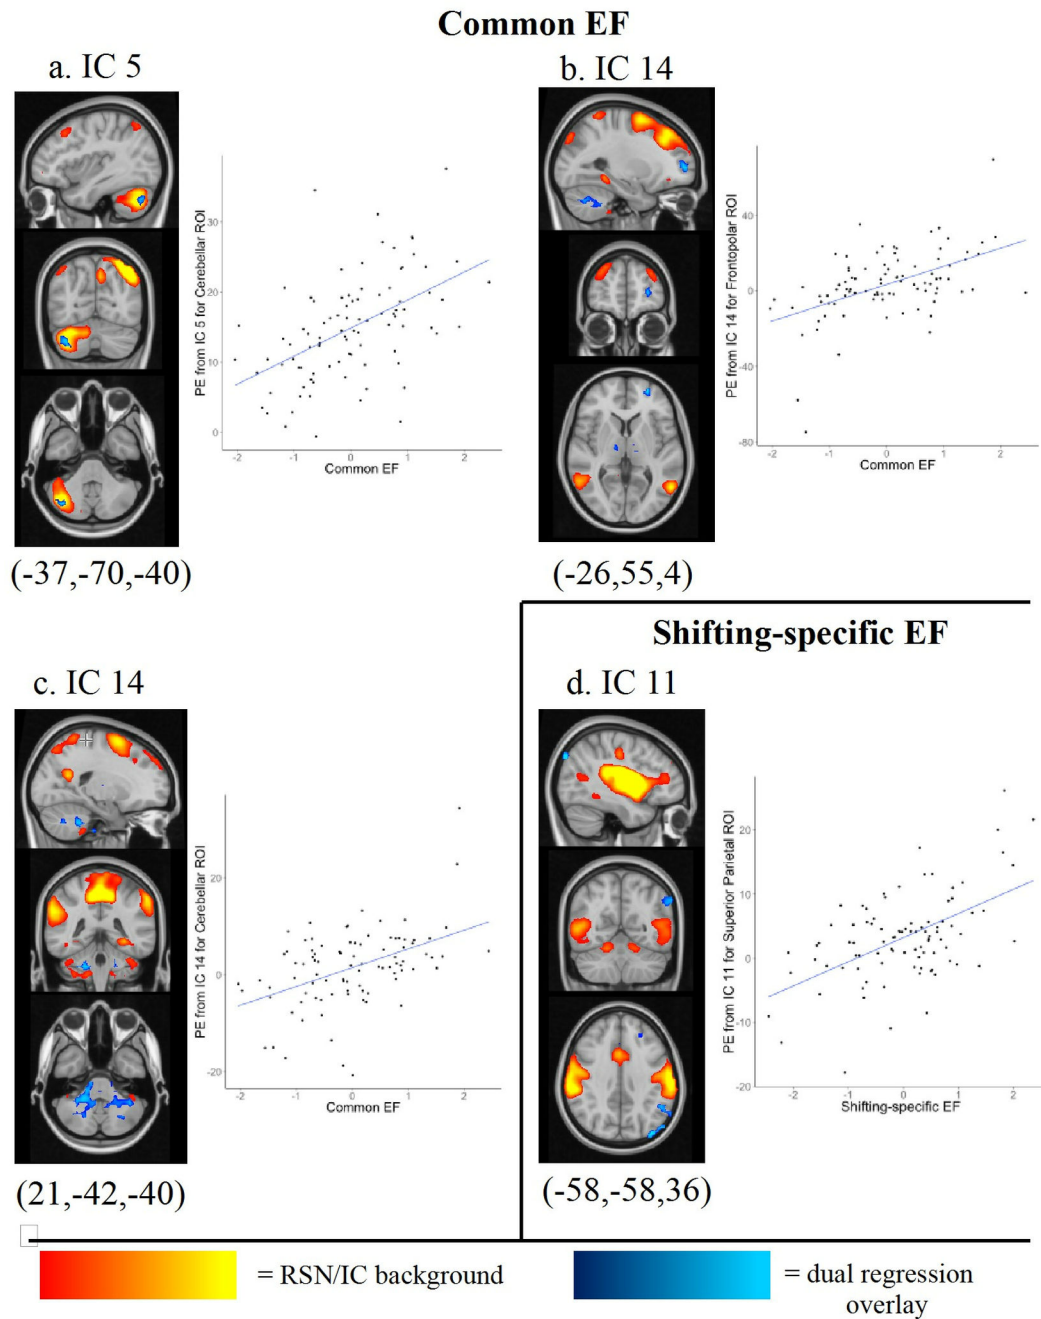 Common EF
a. IC 5
PE from IC 5 for Cerebellar ROI
30
20
10
0
-2 -1 0 1 2
Common EF
(-37,-70,-40)
b. IC 14
PE from IC 14 for Frontopolar ROI
40
0
-40
-80
-2 -1 0 1 2
Common EF
(-26,55,4)
c. IC 14
PE from IC 14 for Cerebellar ROI
20
0
-20
-2 -1 0 1 2
Common EF
(21,-42,-40)
Shifting-specific EF
d. IC 11
PE from IC 11 for Superior Parietal ROI
20
10
0
-10
-20
-2 -1 0 1 2
Shifting-specific EF
(-58,-58,36)
= RSN/IC background
= dual regression
overlay